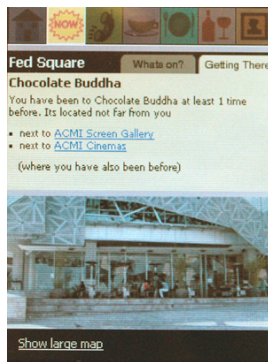 NOW
Fed Square
Whats on?
Getting There
Chocolate Buddha
You have been to Chocolate Buddha at least 1 time
before. Its located not far from you
next to ACMI Screen Gallery
next to ACMI Cinemas
(where you have also been before)
Show large map